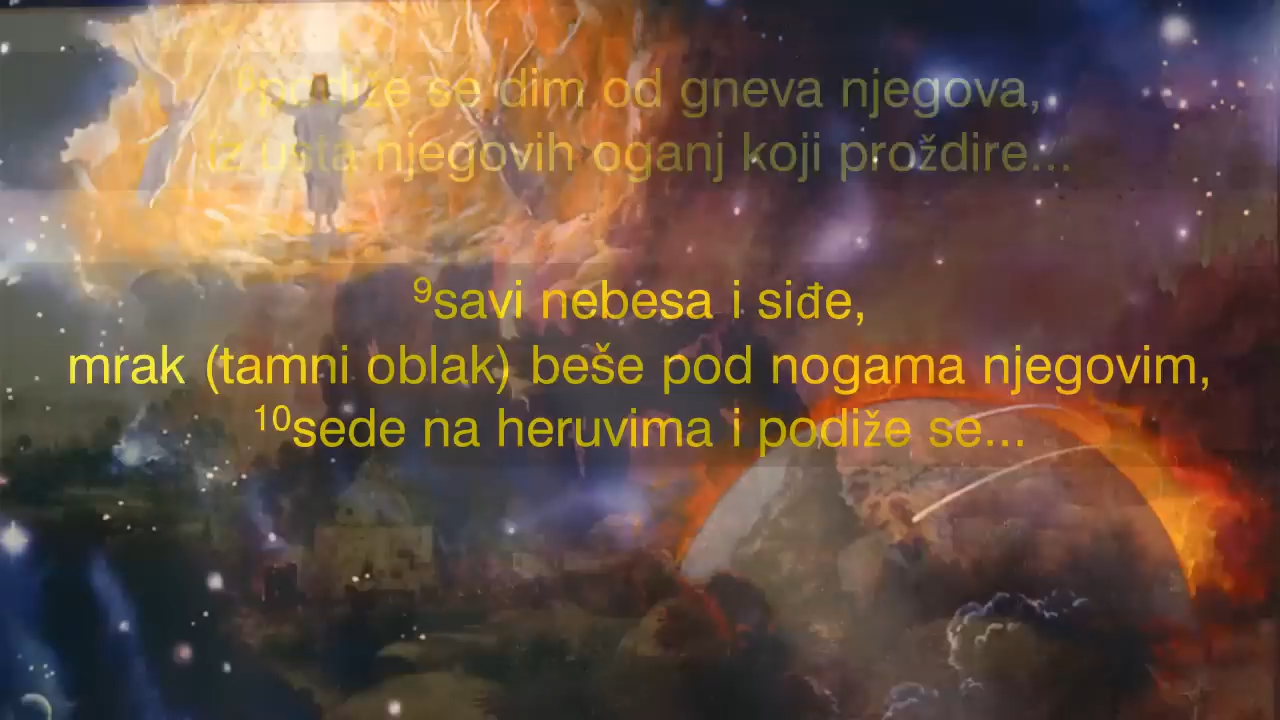 ⁸podiže se dim od gneva njegova,
iz usta njegovih oganj koji proždire...
⁹savi nebesa i siđe,
mrak (tamni oblak) beše pod nogama njegovim,
¹⁰sede na heruvima i podiže se...